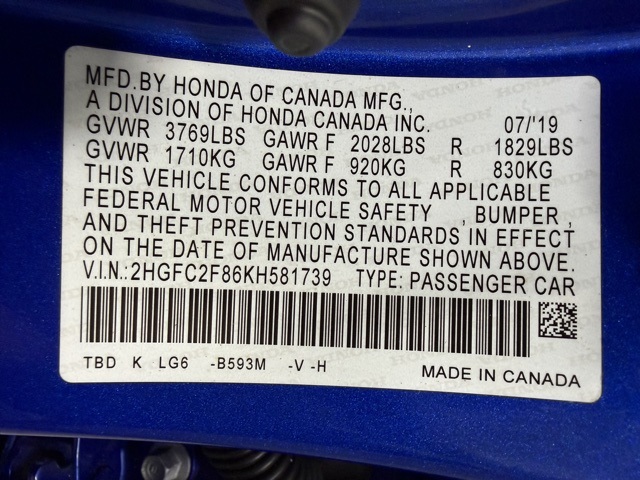 MFD.BY HONDA OF CANADA MFG.,
A DIVISION OF HONDA CANADA INC. 07/'19
GVWR 3769LBS GAWR F 2028LBS R 1829LBS
GVWR 1710KG GAWR F 920KG R 830KG
THIS VEHICLE CONFORMS TO ALL APPLICABLE
FEDERAL MOTOR VEHICLE SAFETY , BUMPER ,
AND THEFT PREVENTION STANDARDS IN EFFECT
ON THE DATE OF MANUFACTURE SHOWN ABOVE.
V.I.N.:2HGFC2F86KH581739 TYPE: PASSENGER CAR
TBD K LG6 -B593M -V -H
MADE IN CANADA